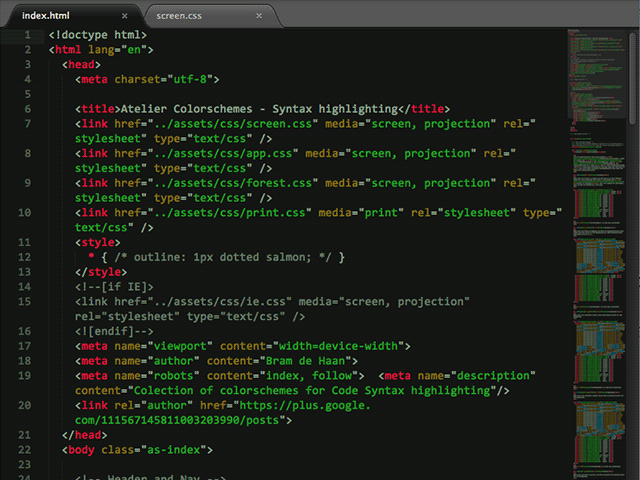 index.html × screen.css ×
1 <!doctype html>
2 <html lang="en">
3 <head>
4 <meta charset="utf-8">
5
6 <title>Atelier Colorschemes - Syntax highlighting</title>
7 <link href="../assets/css/screen.css" media="screen, projection" rel="
stylesheet" type="text/css" />
8 <link href="../assets/css/app.css" media="screen, projection" rel="
stylesheet" type="text/css" />
9 <link href="../assets/css/forest.css" media="screen, projection" rel="
stylesheet" type="text/css" />
10 <link href="../assets/css/print.css" media="print" rel="stylesheet" type="
text/css" />
11 <style>
12 * { /* outline: 1px dotted salmon; */ }
13 </style>
14 <!--[if IE]>
15 <link href="../assets/css/ie.css" media="screen, projection"
rel="stylesheet" type="text/css" />
16 <![endif]-->
17 <meta name="viewport" content="width=device-width">
18 <meta name="author" content="Bram de Haan">
19 <meta name="robots" content="index, follow"> <meta name="description"
content="Colection of colorschemes for Code Syntax highlighting"/>
20 <link rel="author" href="https://plus.google.
com/111567145811003203990/posts">
21 </head>
22 <body class="as-index">
23
24 <!-- Header and Nav -->